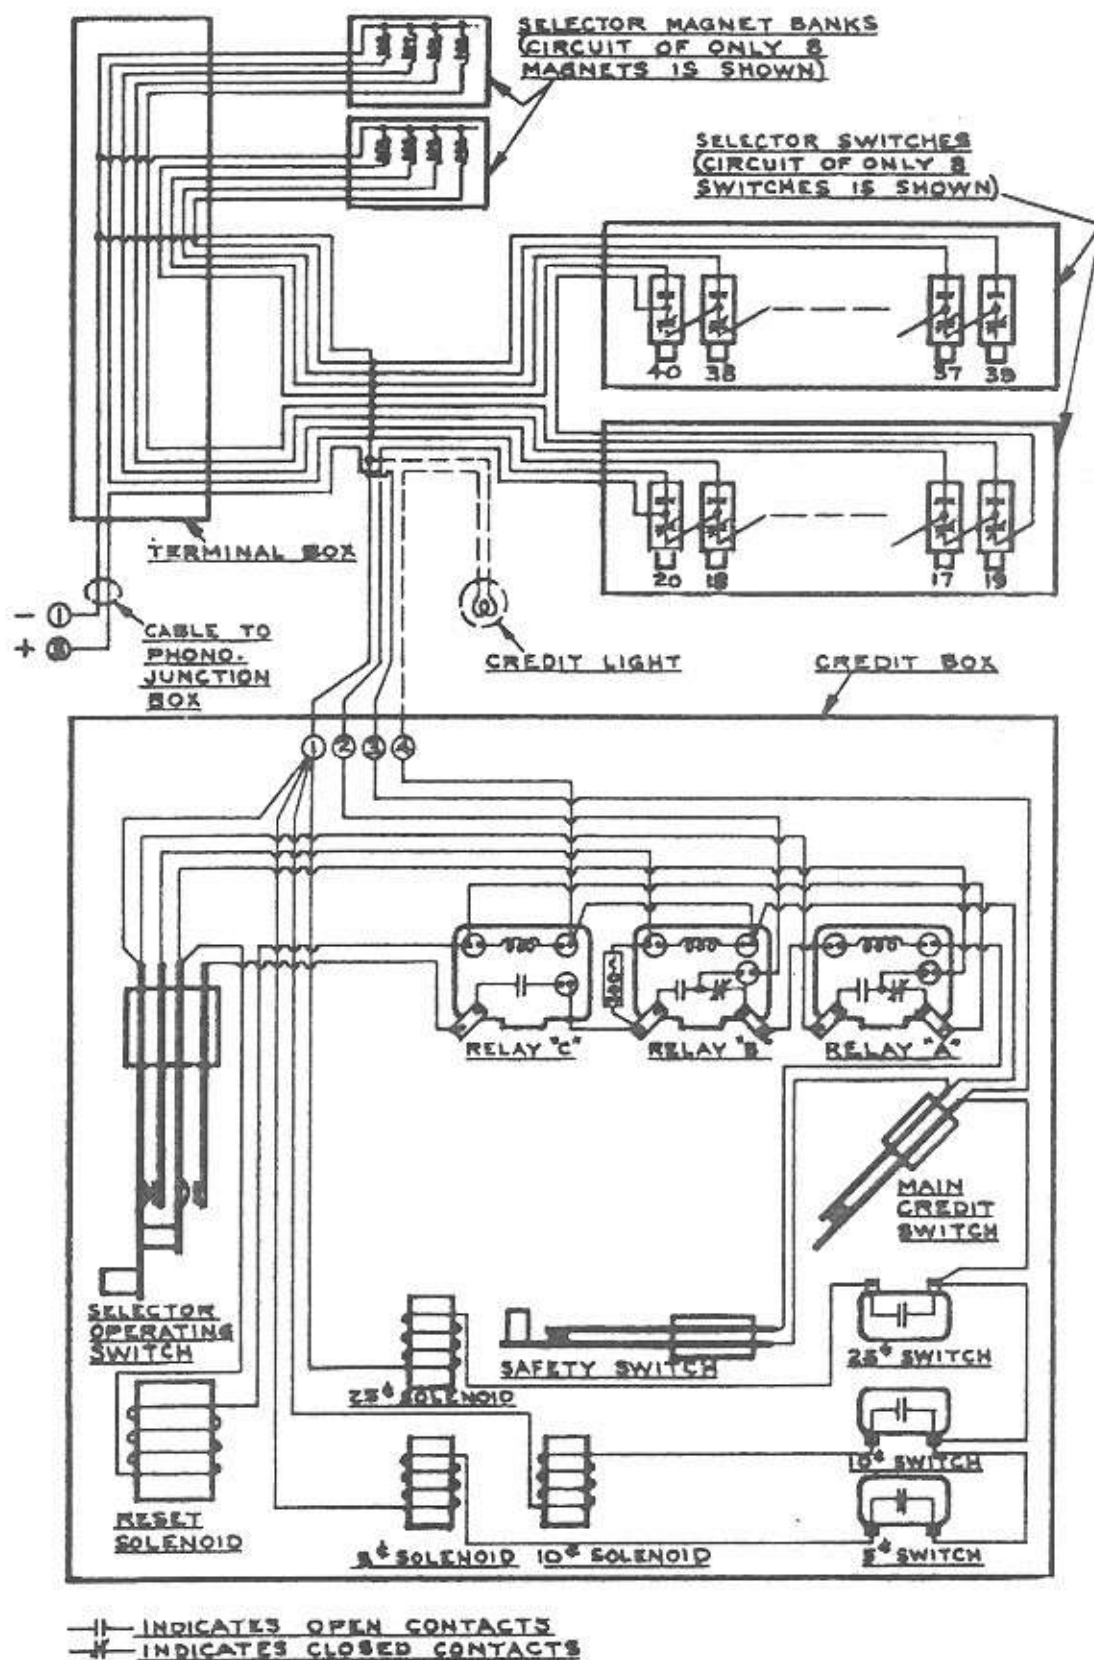 SELECTOR MAGNET BANKS
(CIRCUIT OF ONLY 8
MAGNETS IS SHOWN)
SELECTOR SWITCHES
(CIRCUIT OF ONLY 8
SWITCHES IS SHOWN)
40 38 37 39
20 18 17 19
TERMINAL BOX
- 1
+
CABLE TO
PHONO.
JUNCTION
BOX
CREDIT LIGHT
CREDIT BOX
1 2 3 4
RELAY "C"
RELAY "B"
RELAY "A"
MAIN
CREDIT
SWITCH
SELECTOR
OPERATING
SWITCH
SAFETY SWITCH
25¢ SWITCH
25¢ SOLENOID
10¢ SWITCH
RESET
SOLENOID
5¢ SOLENOID
10¢ SOLENOID
5¢ SWITCH
INDICATES OPEN CONTACTS
INDICATES CLOSED CONTACTS